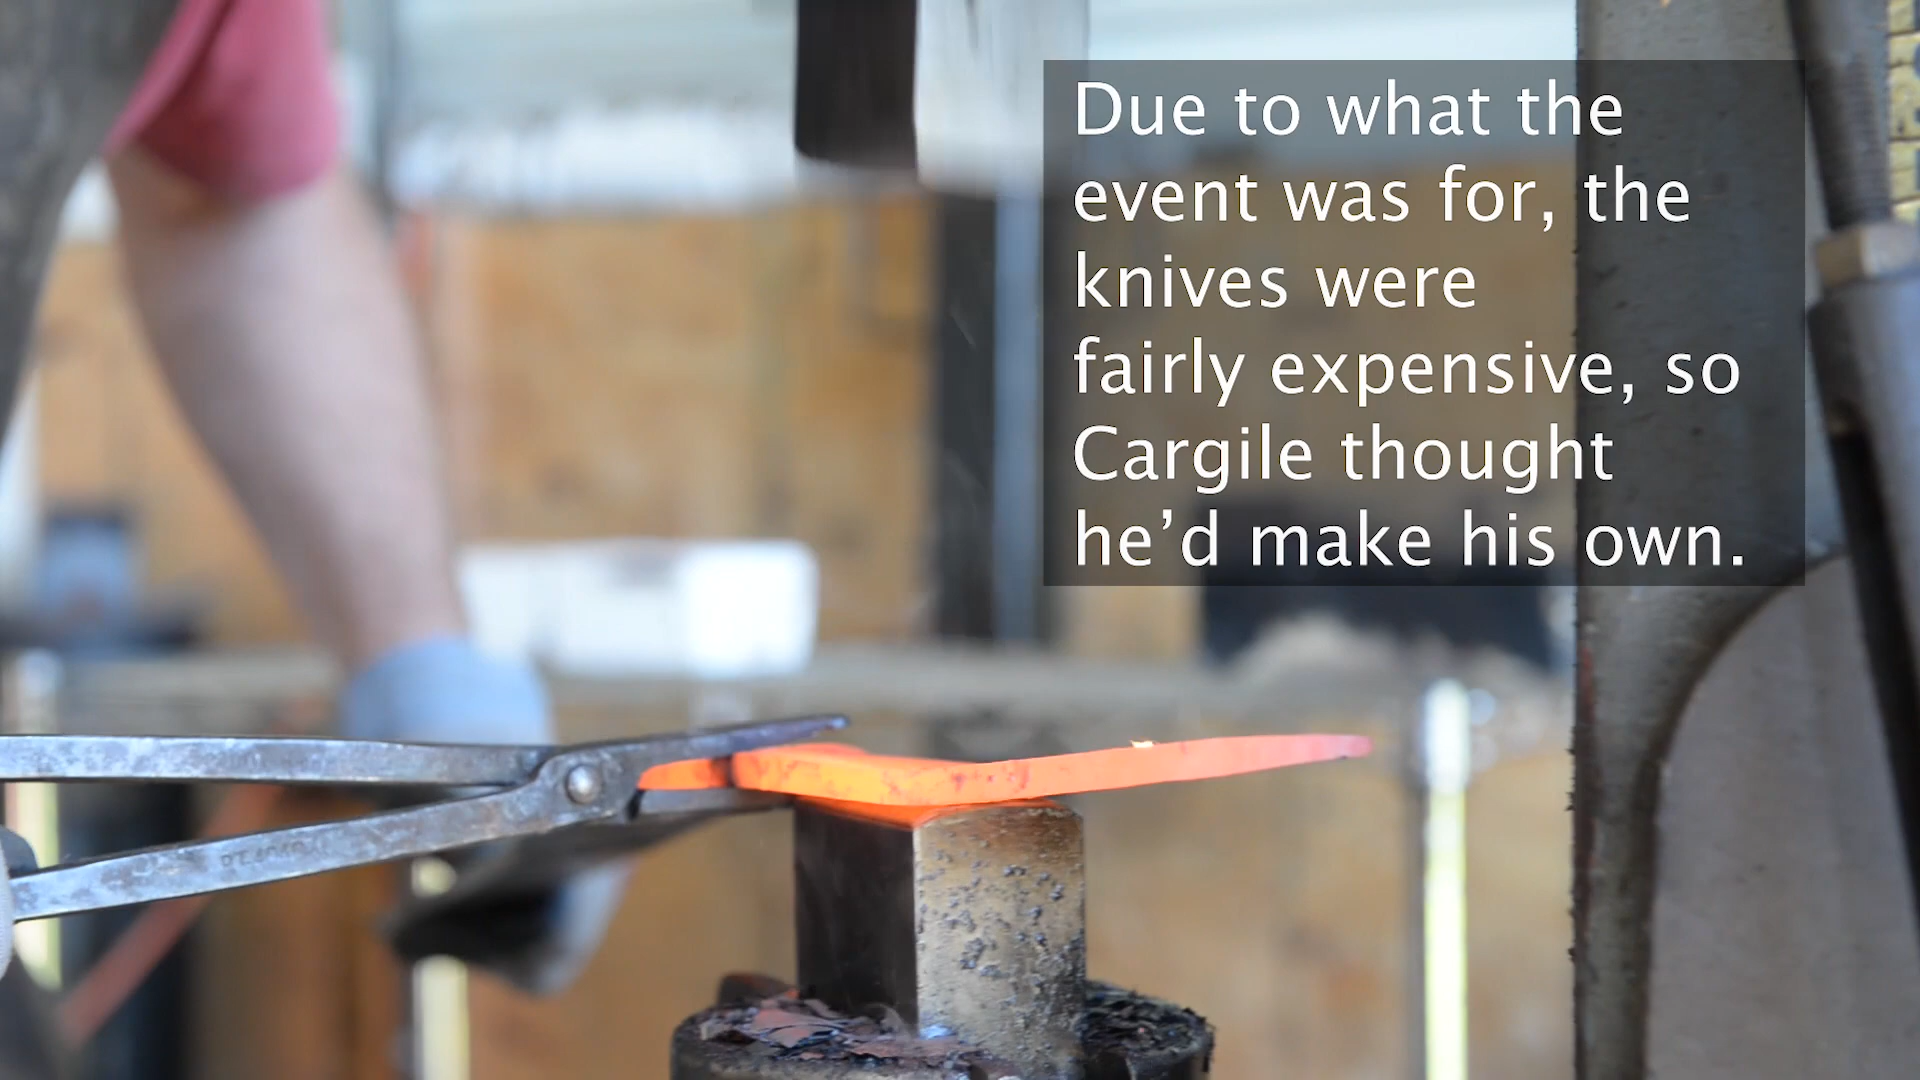 Due to what the
event was for, the
knives were
fairly expensive, so
Cargile thought
he’d make his own.